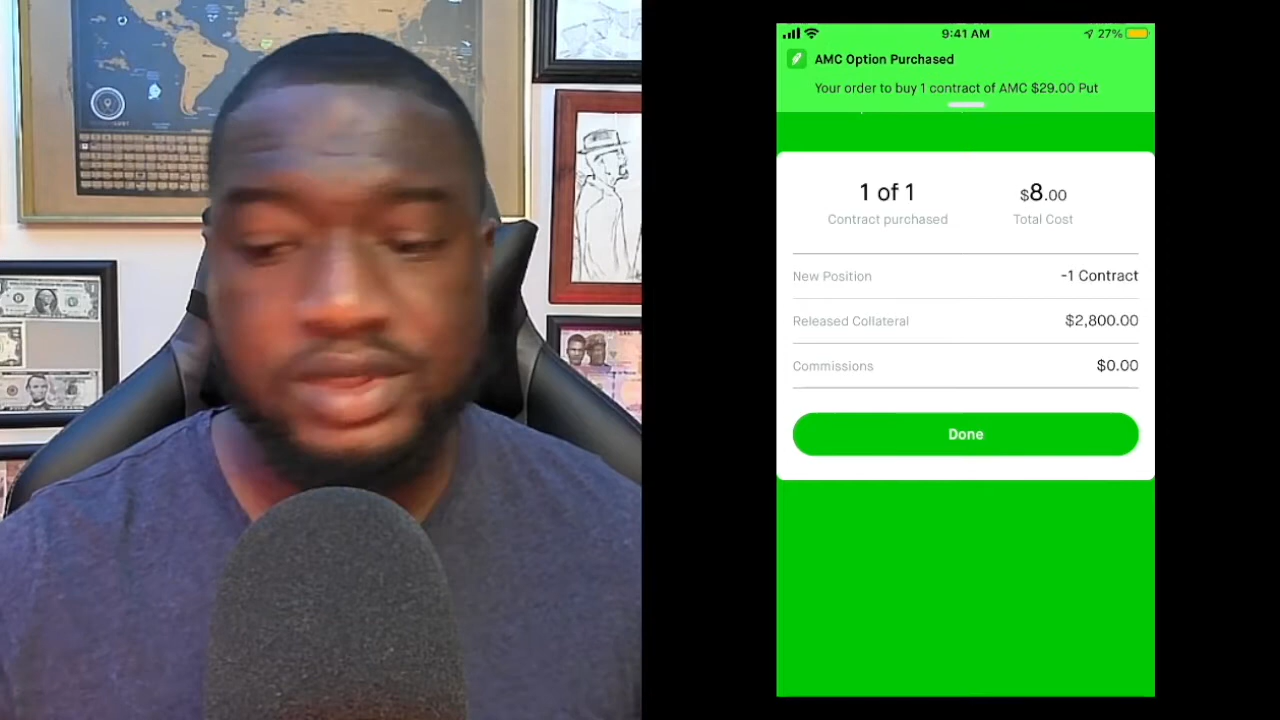 9:41 AM
27%
AMC Option Purchased
Your order to buy 1 contract of AMC $29.00 Put
1 of 1
Contract purchased
$8.00
Total Cost
New Position
-1 Contract
Released Collateral
$2,800.00
Commissions
$0.00
Done